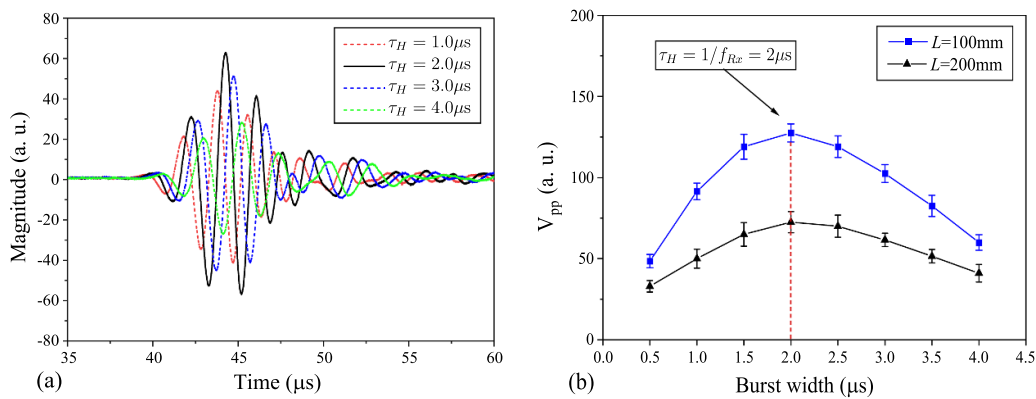 80
60
40
20
0
-20
-40
-60
-80
Magnitude (a. u.)
35 40 45 50 55 60
Time (μs)
(a)
τH = 1.0μs
τH = 2.0μs
τH = 3.0μs
τH = 4.0μs
200
150
100
50
0
Vpp (a. u.)
0.0 0.5 1.0 1.5 2.0 2.5 3.0 3.5 4.0 4.5
Burst width (μs)
(b)
τH = 1/fRx = 2μs
L=100mm
L=200mm